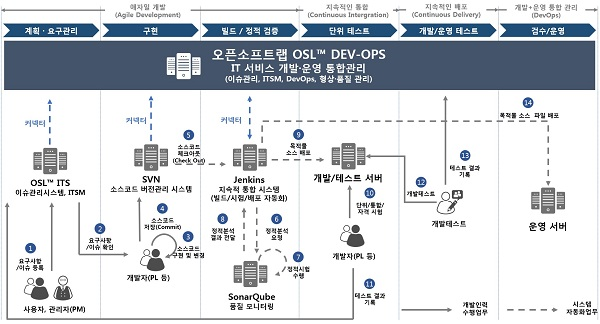 애자일 개발
(Agile Development)
지속적인 통합
(Continuous Intergration)
지속적인 배포
(Continuous Delivery)
개발+운영 통합 관리
(DevOps)
계획 · 요구관리
구현
빌드 / 정적 검증
단위 테스트
개발/운영 테스트
검수/운영
오픈소프트랩 OSL™ DEV-OPS
IT 서비스 개발·운영 통합관리
(이슈관리, ITSM, DevOps, 형상·품질 관리)
커넥터
커넥터
커넥터
5
소스코드
체크아웃
(Check Out)
9
목적물
소스 배포
14
목적물 소스 파일 배포
OSL™ ITS
이슈관리시스템, ITSM
SVN
소스코드 버전관리 시스템
Jenkins
지속적 통합 시스템
(빌드/시험/배포 자동화)
개발/테스트 서버
13
테스트 결과
기록
12
개발테스트
개발테스트
운영 서버
1
요구사항
/이슈 등록
2
요구사항
/이슈 확인
4
소스코드
저장(Commit)
3
소스코드
구현 및 변경
8
정적분석
결과 전달
6
정적분석
요청
10
단위/통합/
자격 시험
7
정적시험
수행
사용자, 관리자(PM)
개발자(PL 등)
SonarQube
품질 모니터링
개발자(PL 등)
11
테스트 결과
기록
개발인력
수행업무
시스템
자동화업무